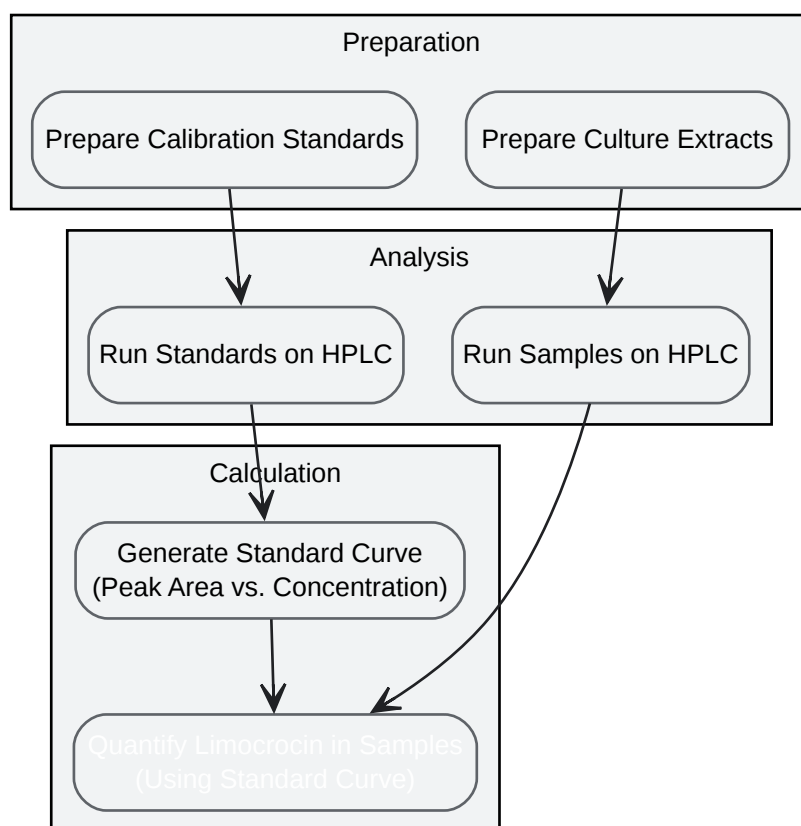 Preparation
Prepare Calibration Standards
Prepare Culture Extracts
Analysis
Run Standards on HPLC
Run Samples on HPLC
Calculation
Generate Standard Curve
(Peak Area vs. Concentration)
Quantify Limocrocin in Samples
(Using Standard Curve)